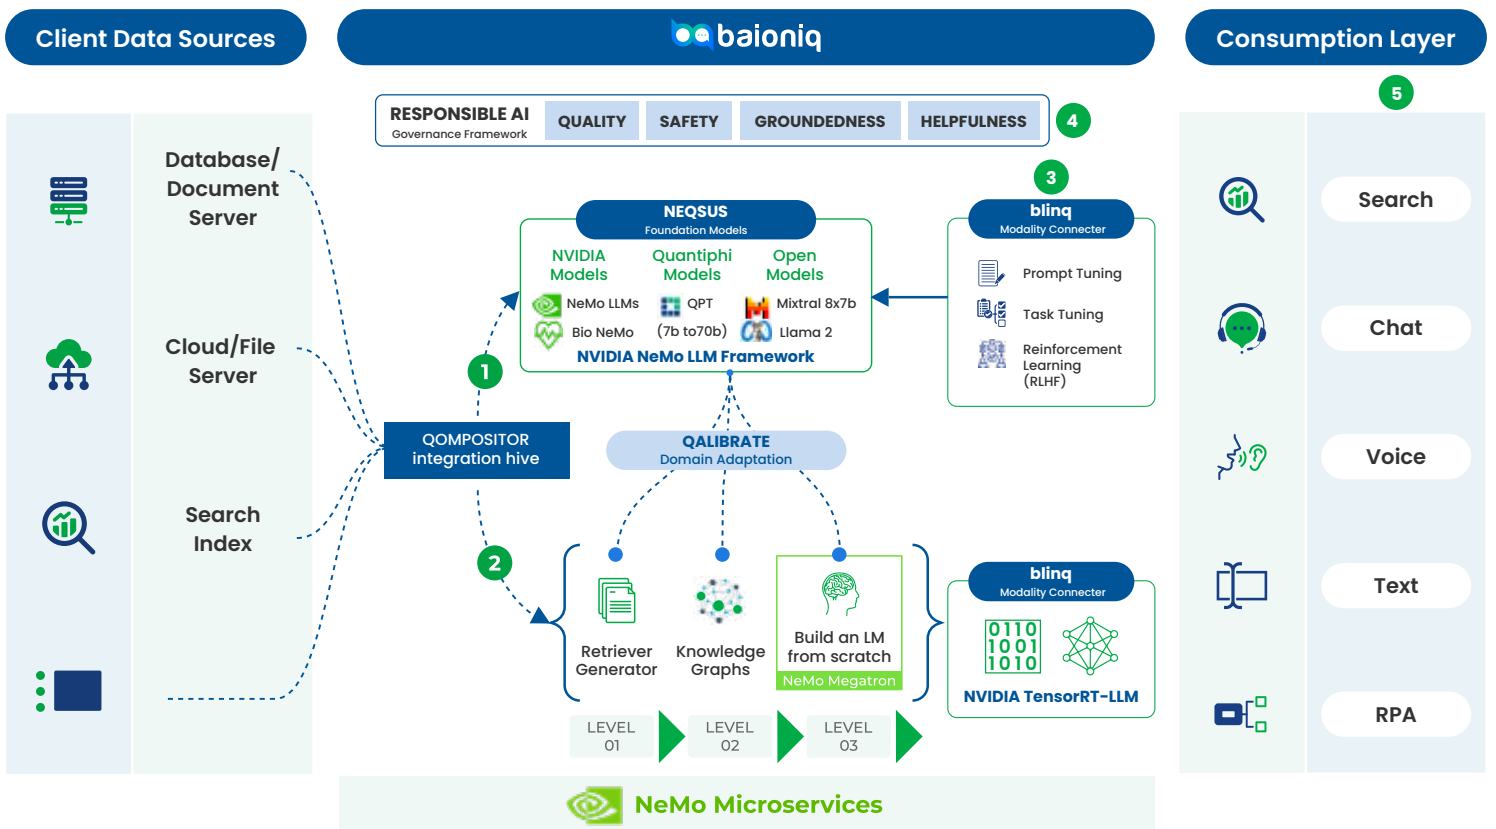 Client Data Sources
baioniq
Consumption Layer
5
RESPONSIBLE AI
Governance Framework
QUALITY
SAFETY
GROUNDEDNESS
HELPFULNESS
4
Database/
Document
Server
Cloud/File
Server
Search
Index
QOMPOSITOR
integration hive
1
2
NEQSUS
Foundation Models
NVIDIA
Models
NeMo LLMs
Bio NeMo
Quantiphi
Models
QPT
(7b to70b)
Open
Models
Mixtral 8x7b
Llama 2
NVIDIA NeMo LLM Framework
3
blinq
Modality Connecter
Prompt Tuning
Task Tuning
Reinforcement
Learning
(RLHF)
QALIBRATE
Domain Adaptation
Retriever
Generator
Knowledge
Graphs
Build an LM
from scratch
NeMo Megatron
LEVEL
01
LEVEL
02
LEVEL
03
blinq
Modality Connecter
0110
1001
1010
NVIDIA TensorRT-LLM
NeMo Microservices
Search
Chat
Voice
Text
RPA